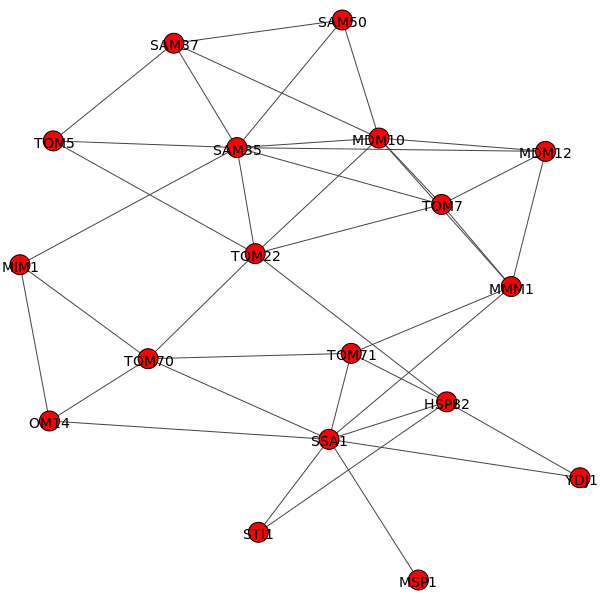 SAM50
SAM37
MDM10
TOM5
SAM35
MDM12
TOM7
TOM22
MIM1
MMM1
TOM71
TOM70
HSP82
OM14
SSA1
YDJ1
STI1
MSP1